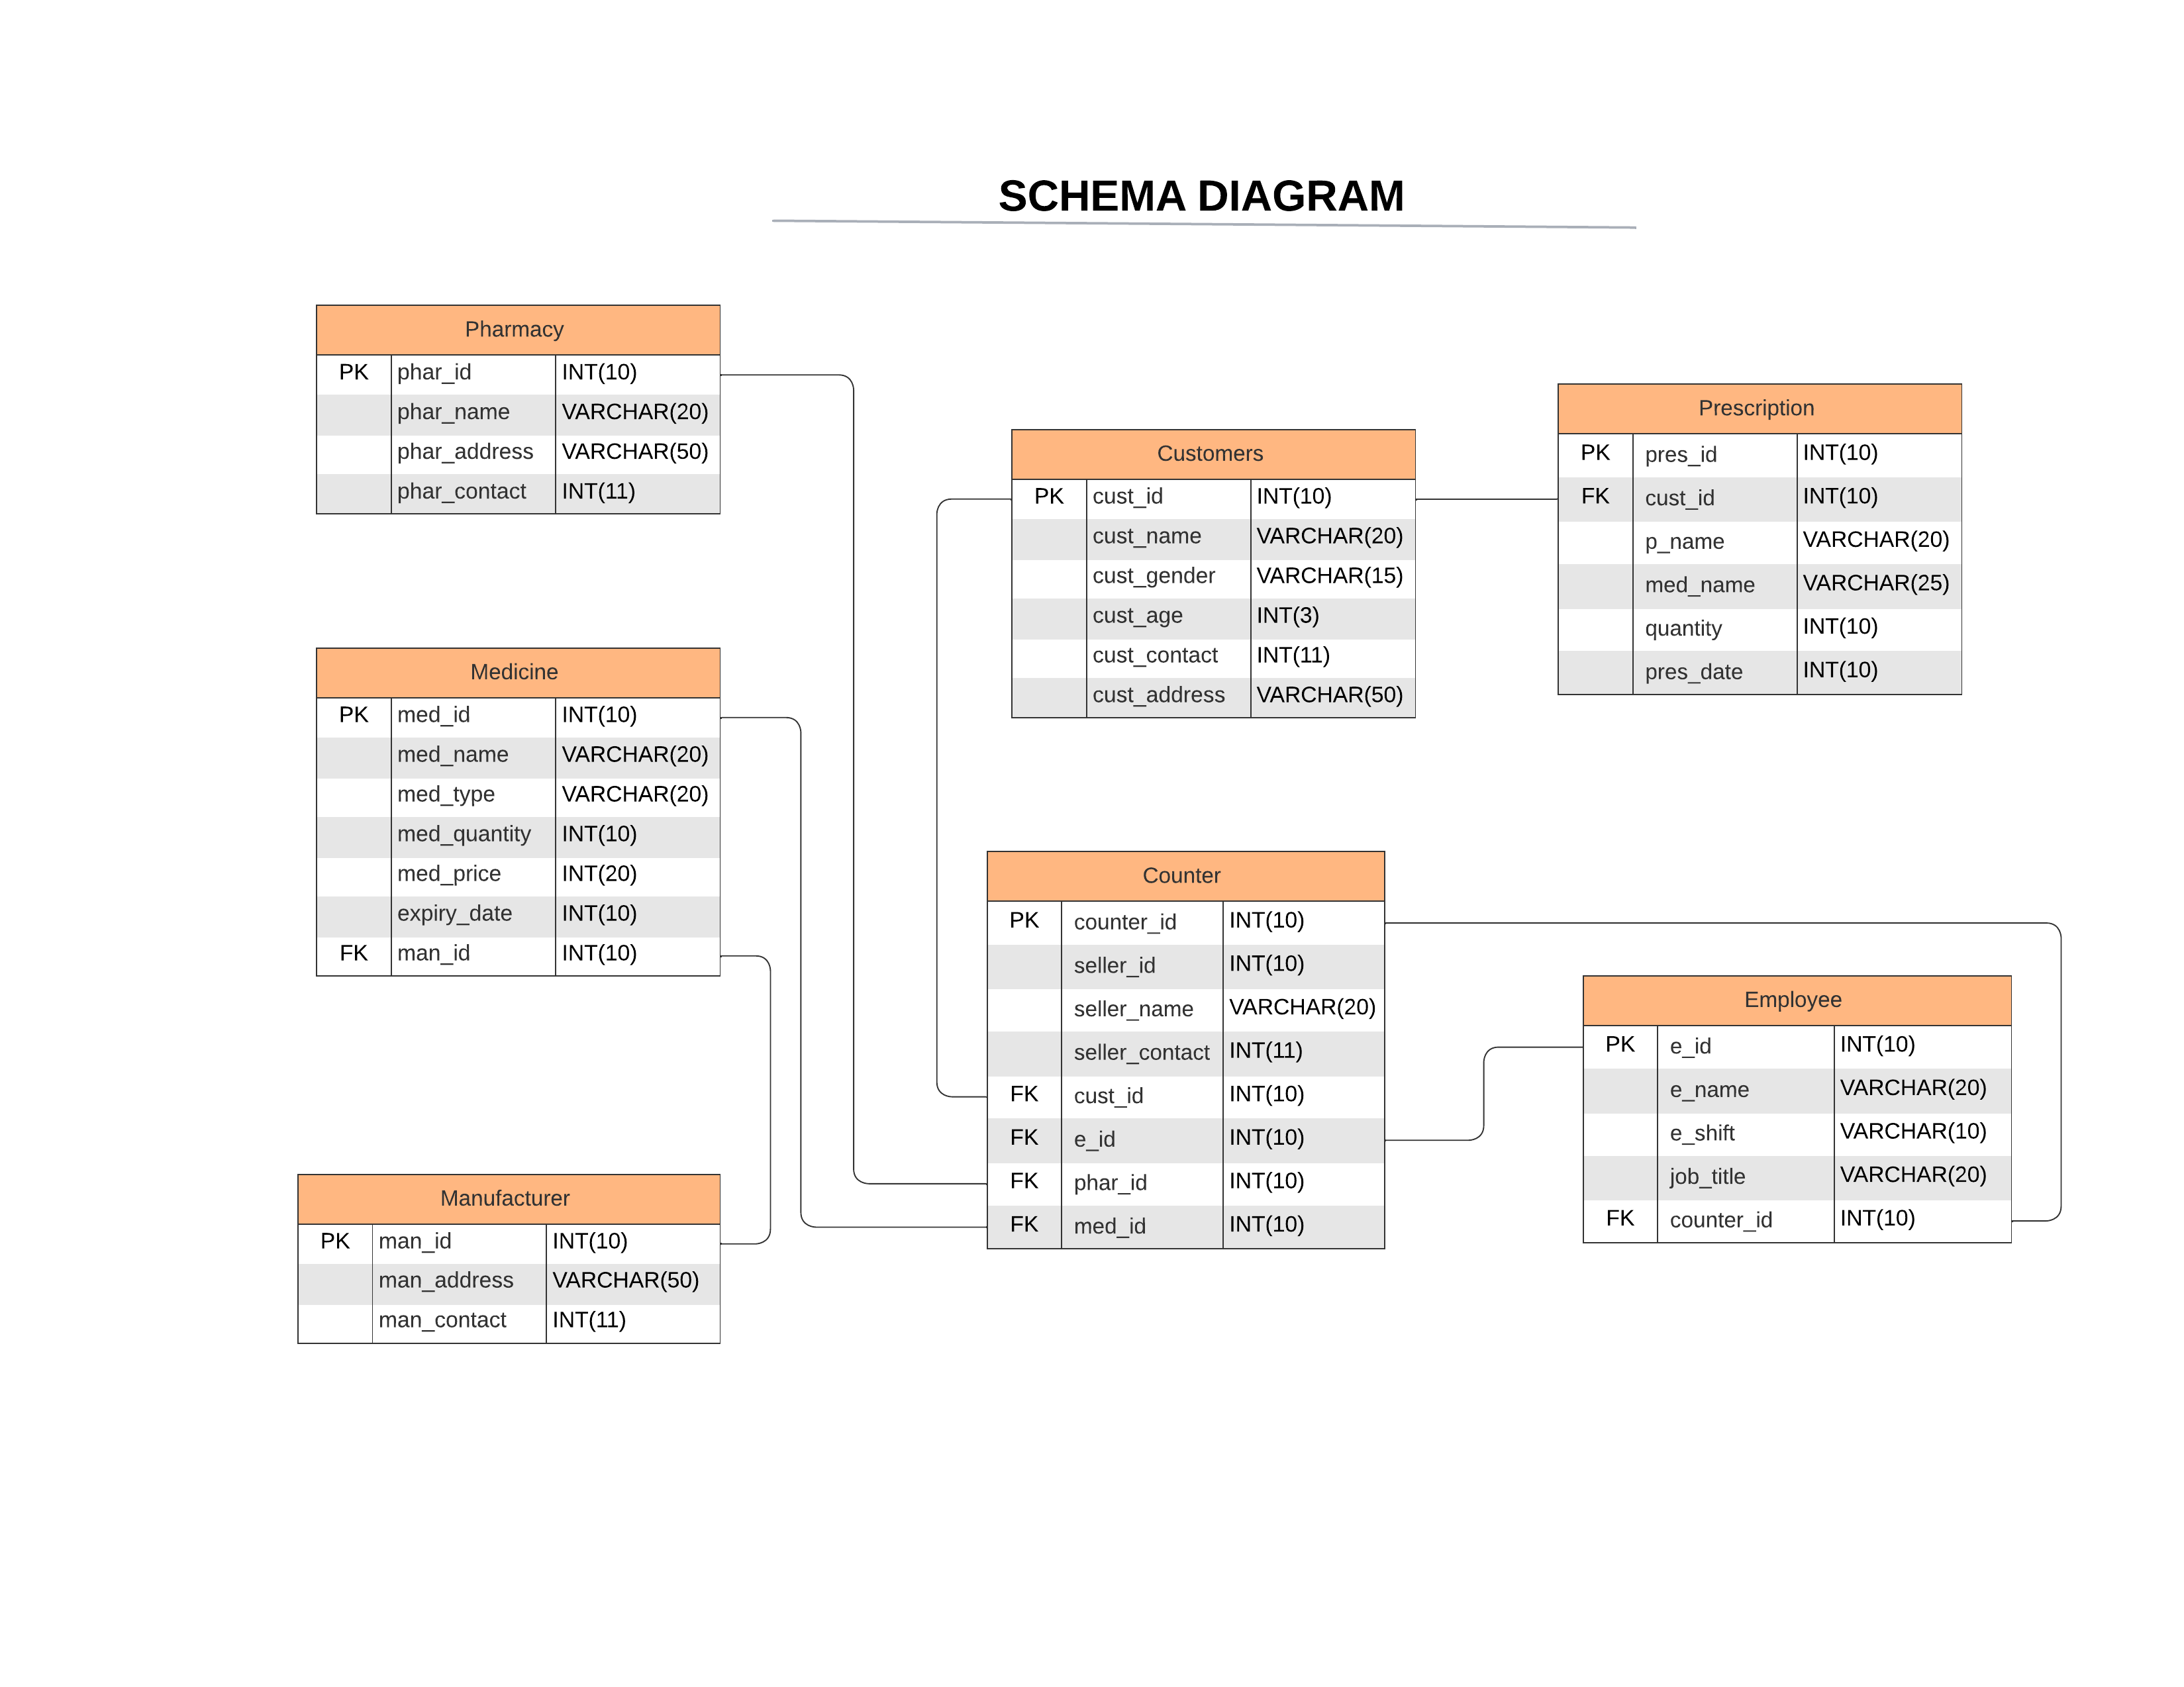 SCHEMA DIAGRAM
Pharmacy
PK phar_id INT(10)
phar_name VARCHAR(20)
phar_address VARCHAR(50)
phar_contact INT(11)
Medicine
PK med_id INT(10)
med_name VARCHAR(20)
med_type VARCHAR(20)
med_quantity INT(10)
med_price INT(20)
expiry_date INT(10)
FK man_id INT(10)
Manufacturer
PK man_id INT(10)
man_address VARCHAR(50)
man_contact INT(11)
Customers
PK cust_id INT(10)
cust_name VARCHAR(20)
cust_gender VARCHAR(15)
cust_age INT(3)
cust_contact INT(11)
cust_address VARCHAR(50)
Counter
PK counter_id INT(10)
seller_id INT(10)
seller_name VARCHAR(20)
seller_contact INT(11)
FK cust_id INT(10)
FK e_id INT(10)
FK phar_id INT(10)
FK med_id INT(10)
Prescription
PK pres_id INT(10)
FK cust_id INT(10)
p_name VARCHAR(20)
med_name VARCHAR(25)
quantity INT(10)
pres_date INT(10)
Employee
PK e_id INT(10)
e_name VARCHAR(20)
e_shift VARCHAR(10)
job_title VARCHAR(20)
FK counter_id INT(10)